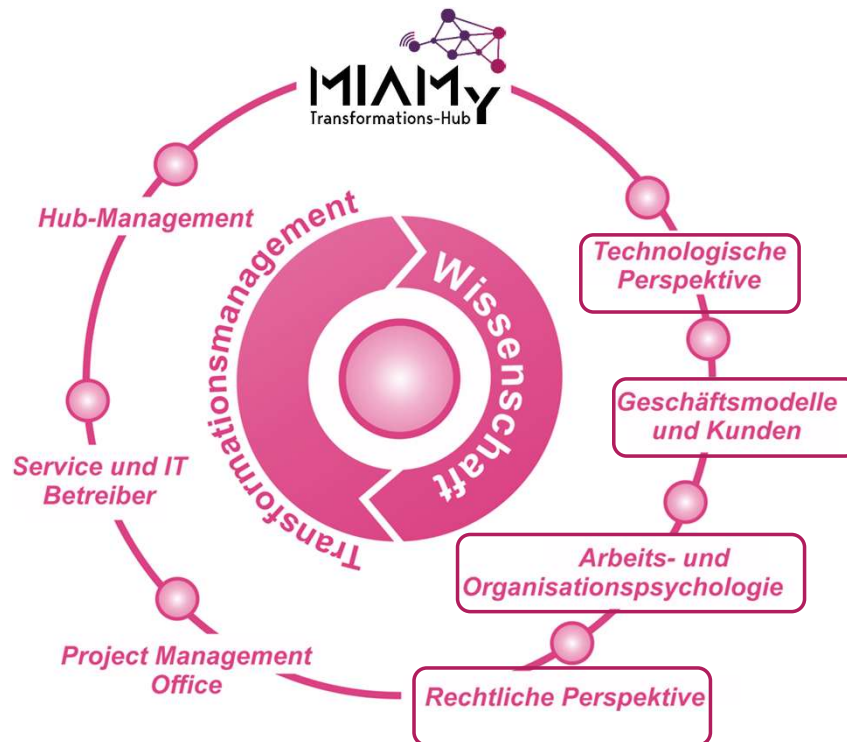 MIAMy
Transformations-Hub
Hub-Management
Service und IT
Betreiber
Project Management
Office
Transformationsmanagement
Wissenschaft
Technologische
Perspektive
Geschäftsmodelle
und Kunden
Arbeits- und
Organisationspsychologie
Rechtliche Perspektive